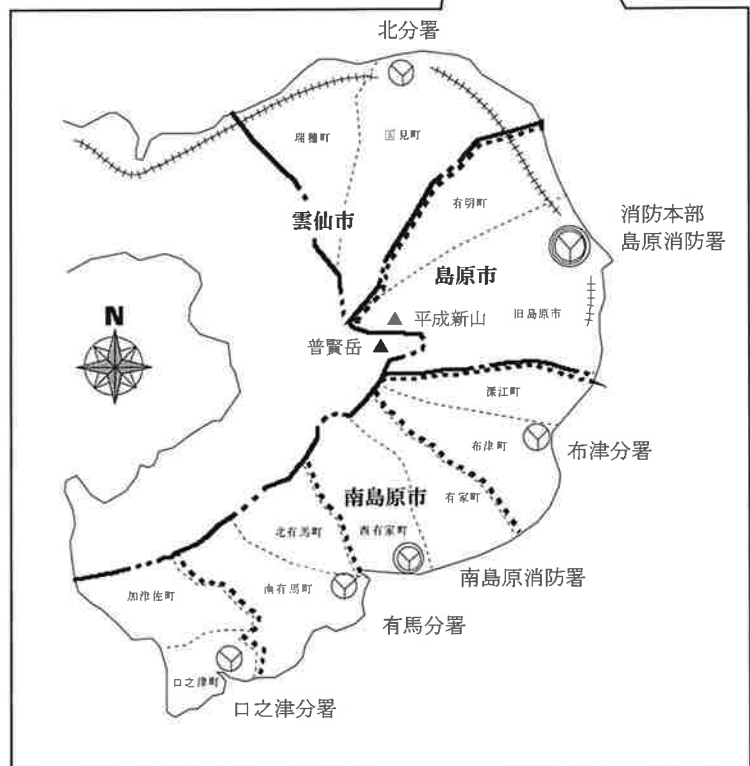 北分署
瑞穂町
国見町
有明町
雲仙市
消防本部
島原消防署
島原市
平成新山
旧島原市
普賢岳
N
深江町
布津町
布津分署
有家町
南島原市
北有馬町
西有家町
南島原消防署
加津佐町
南有馬町
有馬分署
口之津町
口之津分署